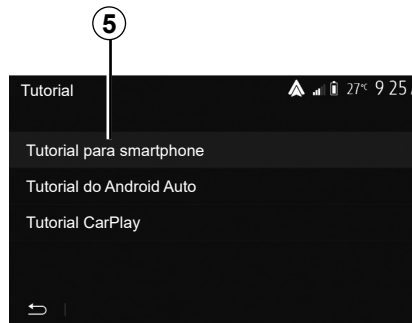 5
Tutorial
27°C 9 25
Tutorial para smartphone
Tutorial do Android Auto
Tutorial CarPlay